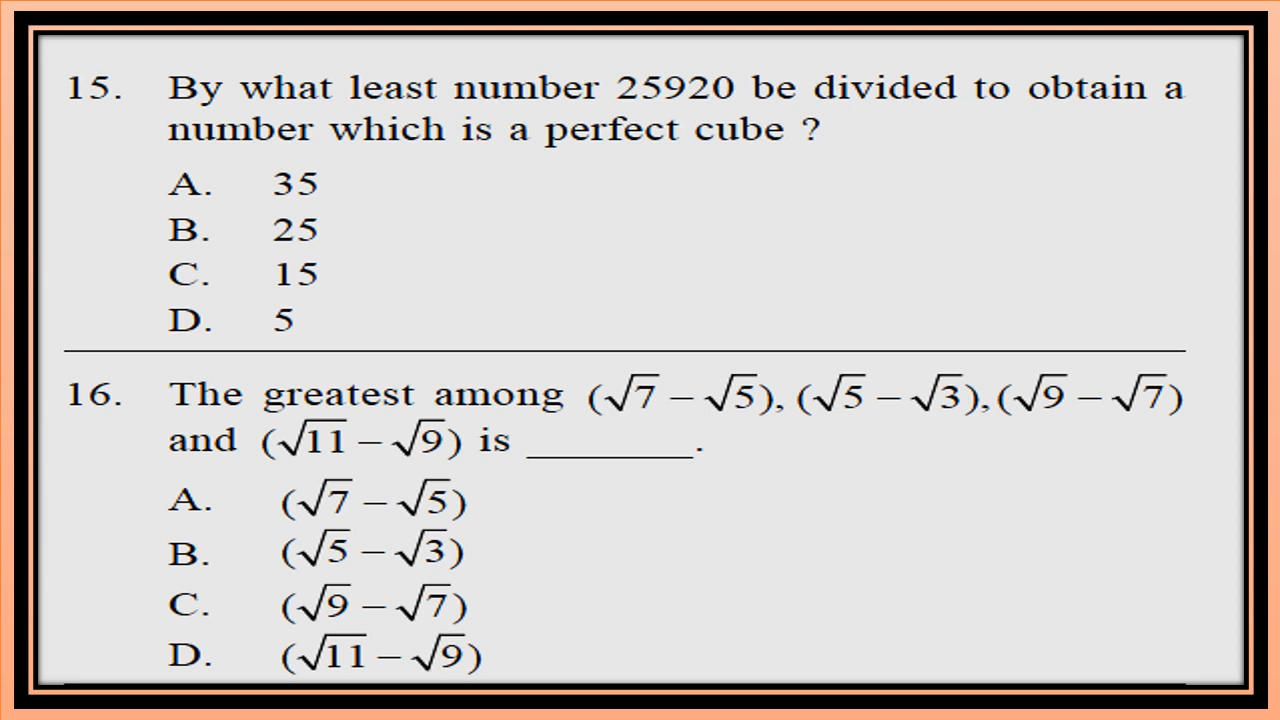 15. By what least number 25920 be divided to obtain a
number which is a perfect cube ?
A. 35
B. 25
C. 15
D. 5
16. The greatest among (√7 − √5), (√5 − √3), (√9 − √7)
and (√11 − √9) is ________.
A. (√7 − √5)
B. (√5 − √3)
C. (√9 − √7)
D. (√11 − √9)